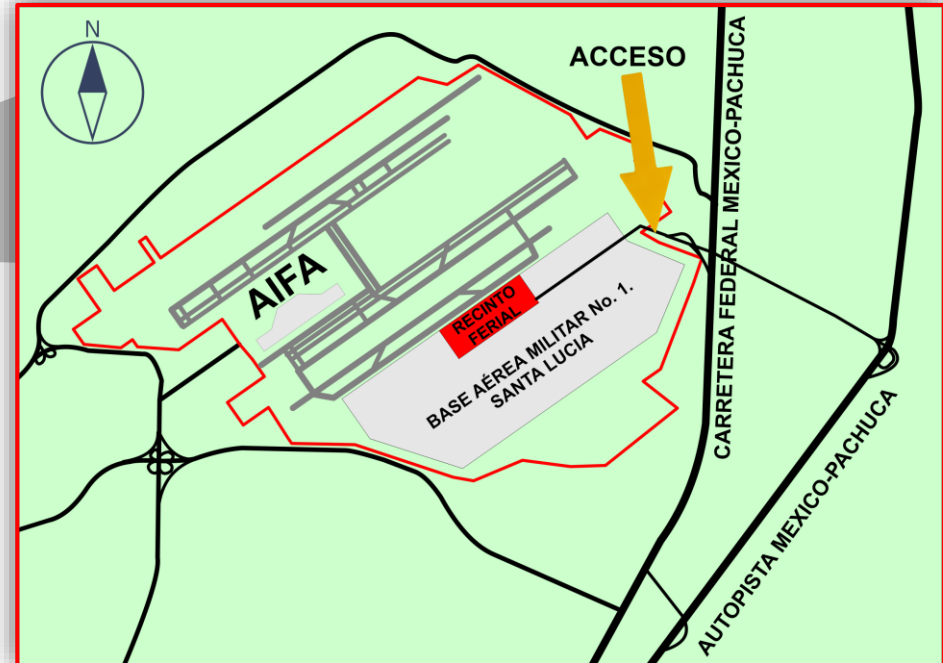 N
ACCESO
CARRETERA FEDERAL MEXICO-PACHUCA
AIFA
RECINTO
FERIAL
BASE AÉREA MILITAR No. 1.
SANTA LUCIA
AUTOPISTA MEXICO-PACHUCA